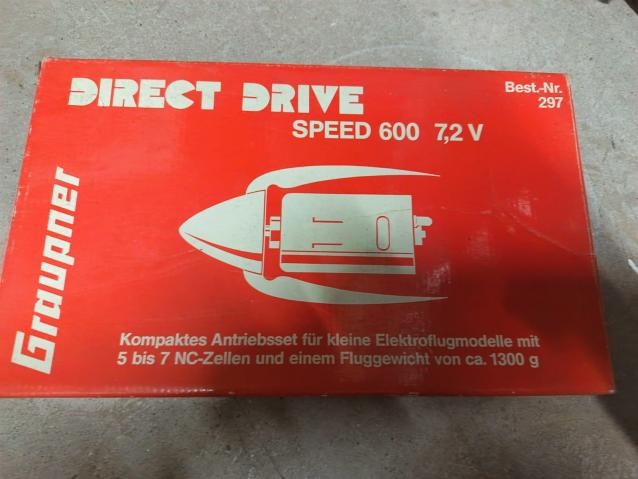 DIRECT DRIVE
SPEED 600 7,2 V
Best.-Nr.
297
Graupner
Kompaktes Antriebsset für kleine Elektroflugmodelle mit
5 bis 7 NC-Zellen und einem Fluggewicht von ca. 1300 g